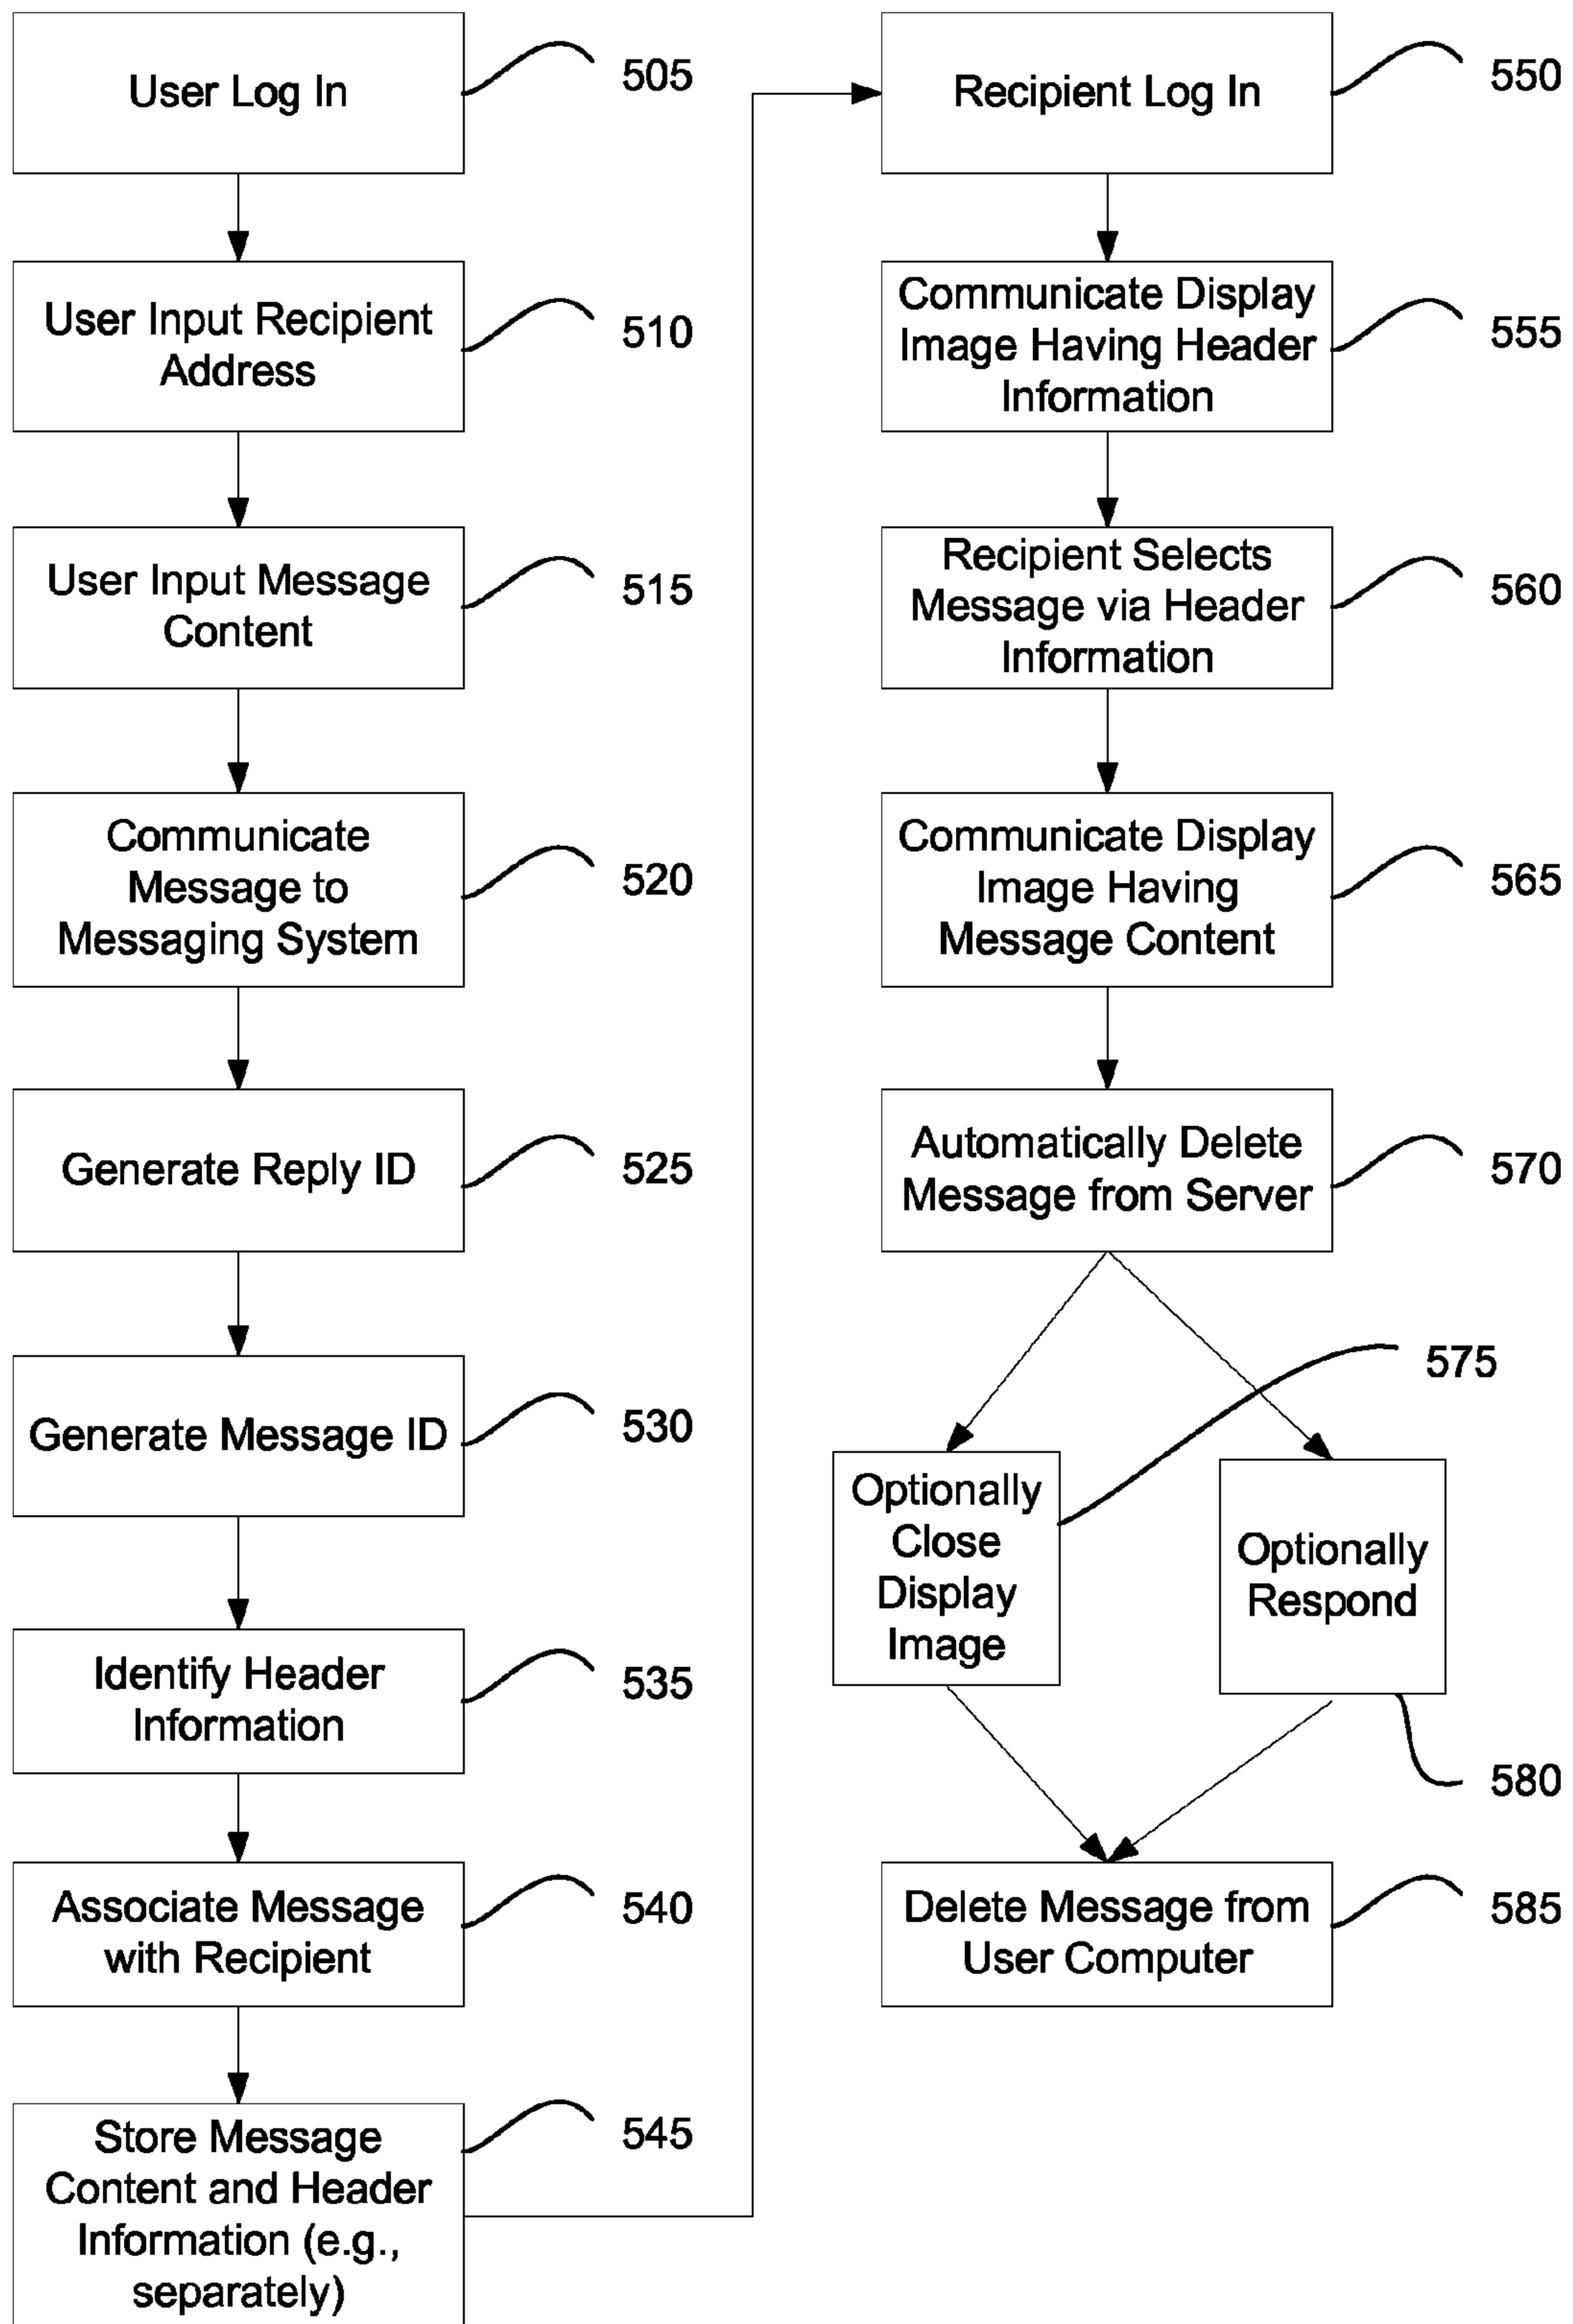 User Log In
505
User Input Recipient
Address
510
User Input Message
Content
515
Communicate
Message to
Messaging System
520
Generate Reply ID
525
Generate Message ID
530
Identify Header
Information
535
Associate Message
with Recipient
540
Store Message
Content and Header
Information (e.g.,
separately)
545
Recipient Log In
550
Communicate Display
Image Having Header
Information
555
Recipient Selects
Message via Header
Information
560
Communicate Display
Image Having
Message Content
565
Automatically Delete
Message from Server
570
Optionally
Close
Display
Image
575
Optionally
Respond
580
Delete Message from
User Computer
585